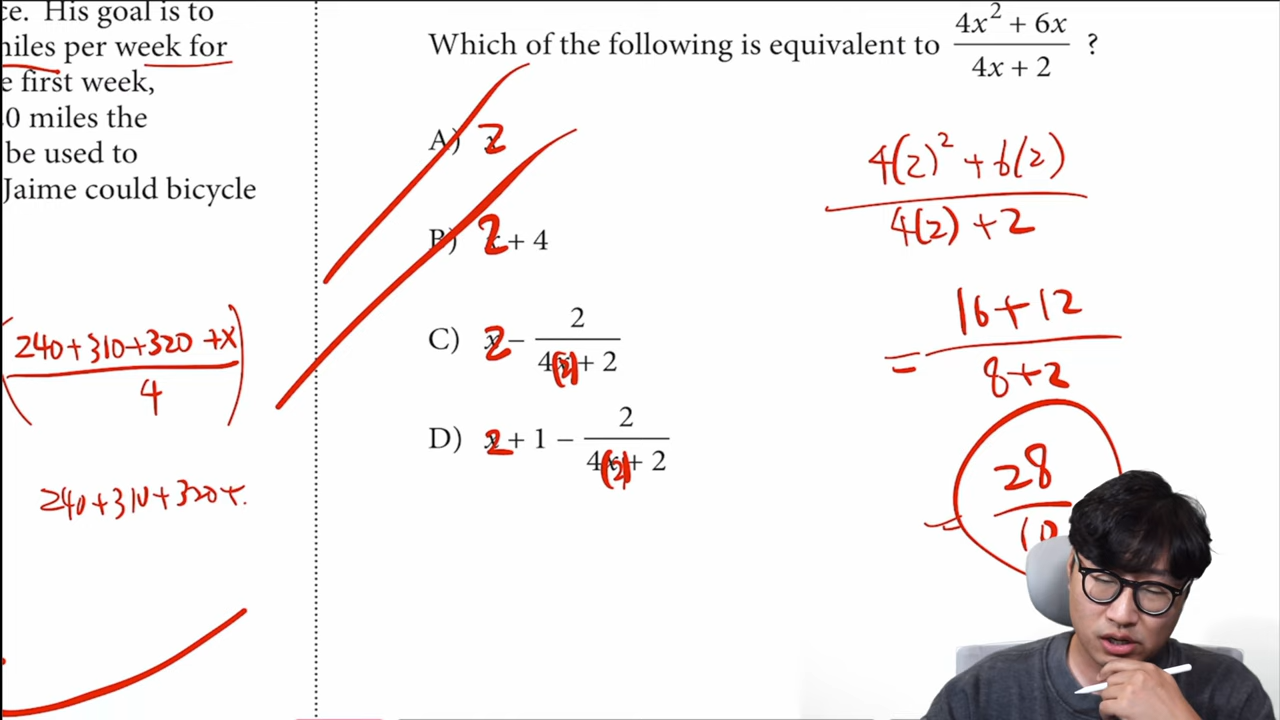 ce. His goal is to
miles per week for
e first week,
0 miles the
be used to
Jaime could bicycle
240+310+320+x
4
240+310+320+.
Which of the following is equivalent to (4x² + 6x)/(4x + 2) ?
A) 2
B) 2 + 4
C) 2 − 2/(4(2) + 2)
D) 2 + 1 − 2/(4(2) + 2)
4(2)² + 6(2)
4(2) + 2
= 16+12
8+2
= 28
10